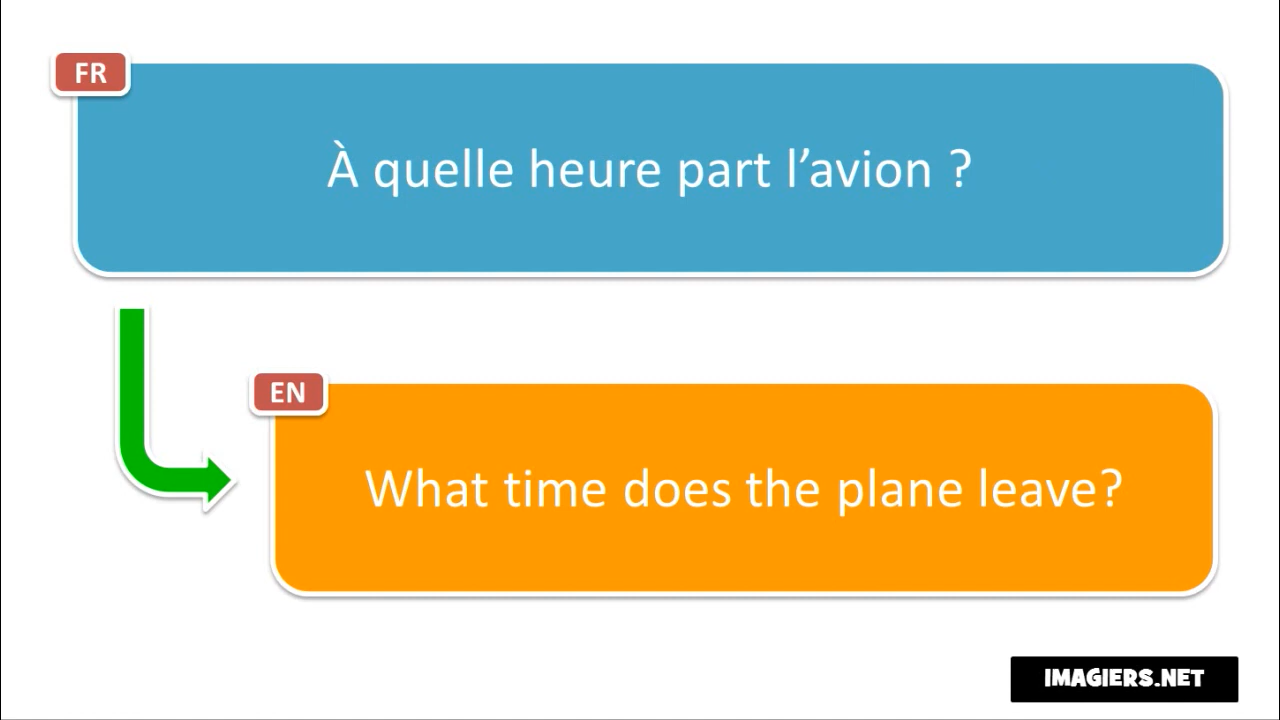 FR
À quelle heure part l’avion ?
EN
What time does the plane leave?
IMAGIERS.NET